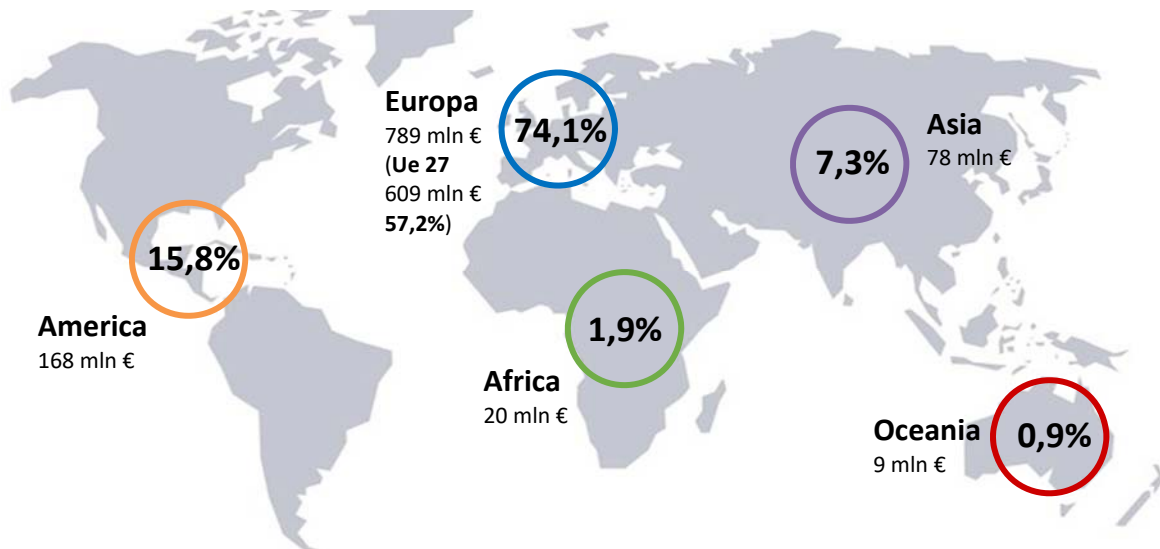 Europa
789 mln €
(Ue 27
609 mln €
57,2%)
74,1%
Asia
78 mln €
7,3%
15,8%
America
168 mln €
1,9%
Africa
20 mln €
Oceania
9 mln €
0,9%